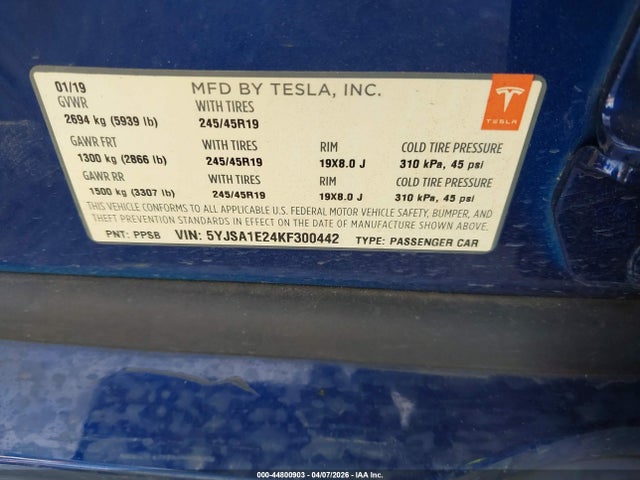 01/19 MFD BY TESLA, INC.
GVWR WITH TIRES
2694 kg (5939 lb) 245/45R19
TESLA
GAWR FRT WITH TIRES RIM COLD TIRE PRESSURE
1300 kg (2866 lb) 245/45R19 19X8.0 J 310 kPa, 45 psi
GAWR RR WITH TIRES RIM COLD TIRE PRESSURE
1500 kg (3307 lb) 245/45R19 19X8.0 J 310 kPa, 45 psi
THIS VEHICLE CONFORMS TO ALL APPLICABLE U.S. FEDERAL MOTOR VEHICLE SAFETY, BUMPER, AND
THEFT PREVENTION STANDARDS IN EFFECT ON THE DATE OF MANUFACTURE SHOWN ABOVE.
PNT: PPSB VIN: 5YJSA1E24KF300442 TYPE: PASSENGER CAR
000-44800903 - 04/07/2026 - IAA Inc.